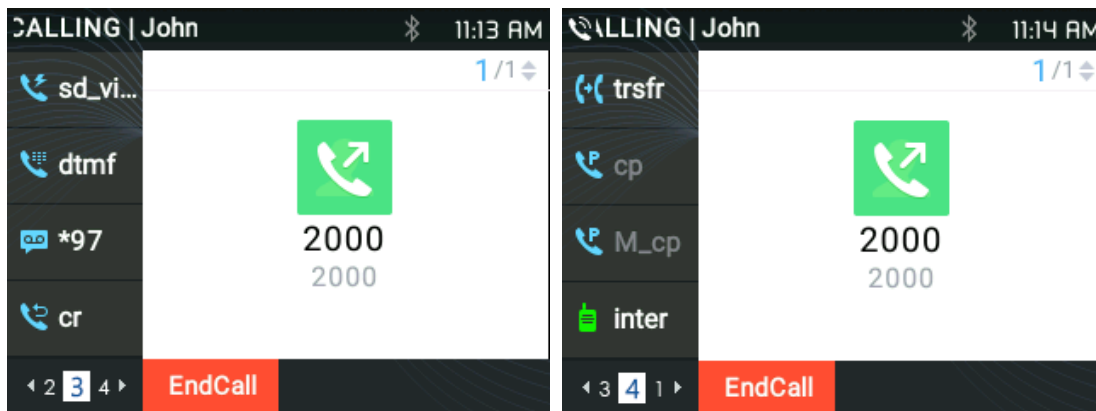 CALLING | John 11:13 AM
1/1
sd_vi...
dtmf
*97
cr
2000
2000
2 3 4
EndCall
ALLING | John 11:14 AM
1/1
trsfr
cp
M_cp
inter
2000
2000
3 4 1
EndCall